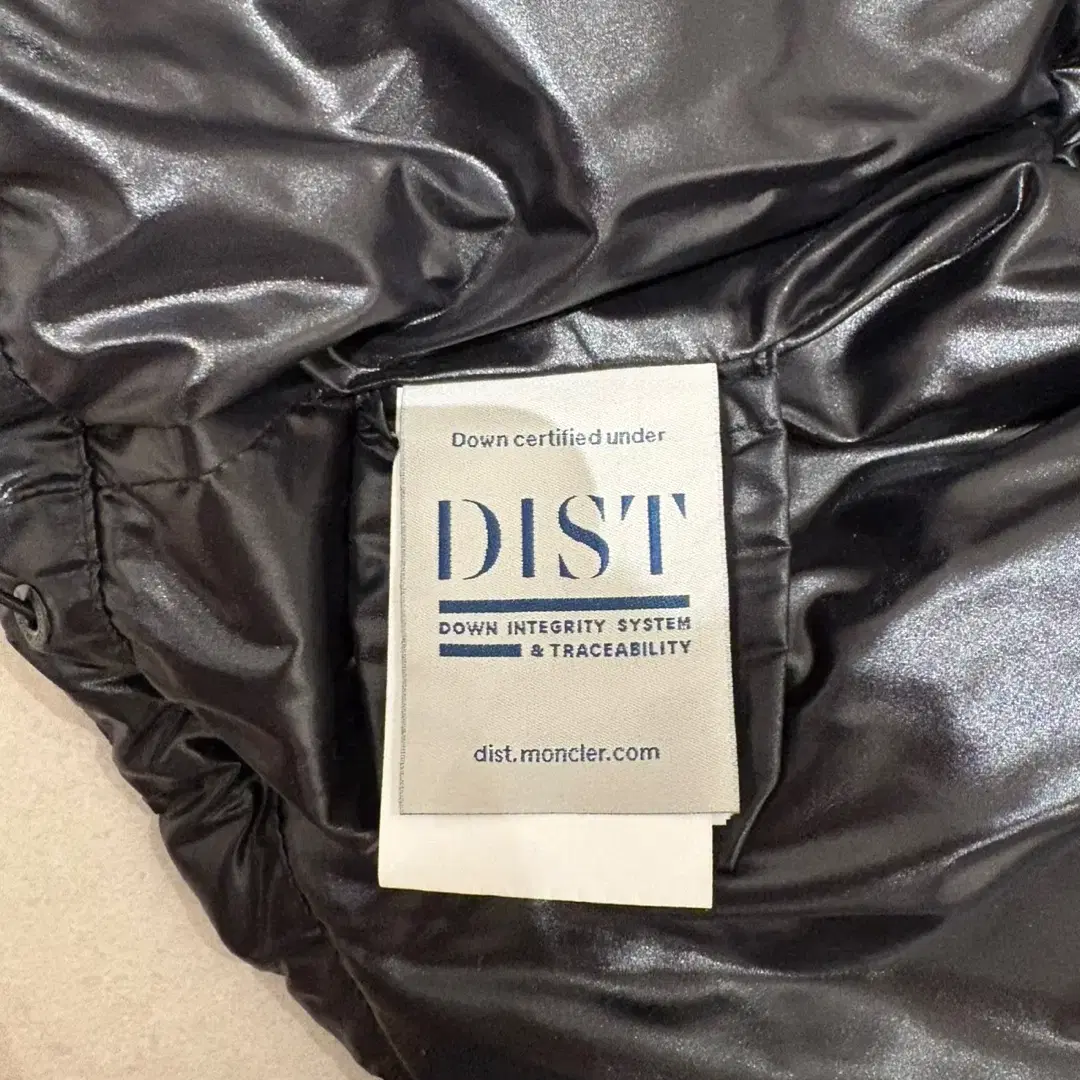 Down certified under
DIST
DOWN INTEGRITY SYSTEM
& TRACEABILITY
dist.moncler.com